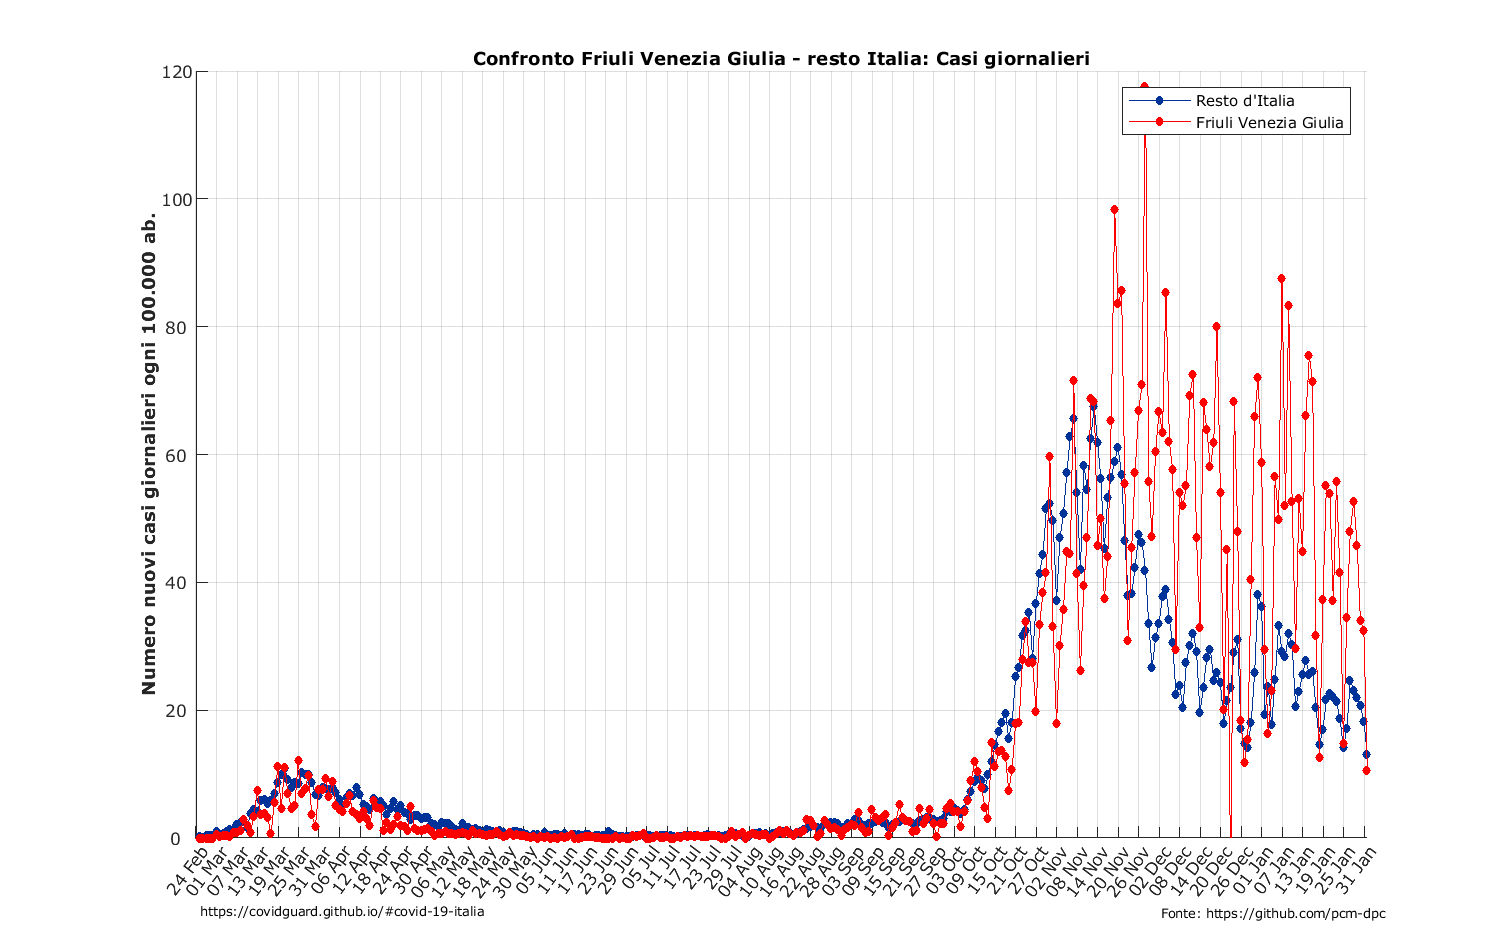 Confronto Friuli Venezia Giulia - resto Italia: Casi giornalieri
Resto d'Italia
Friuli Venezia Giulia
Numero nuovi casi giornalieri ogni 100.000 ab.
120
100
80
60
40
20
0
24 Feb
01 Mar
07 Mar
13 Mar
19 Mar
25 Mar
31 Mar
06 Apr
12 Apr
18 Apr
24 Apr
30 Apr
06 May
12 May
18 May
24 May
30 May
05 Jun
11 Jun
17 Jun
23 Jun
29 Jun
05 Jul
11 Jul
17 Jul
23 Jul
29 Jul
04 Aug
10 Aug
16 Aug
22 Aug
28 Aug
03 Sep
09 Sep
15 Sep
21 Sep
27 Sep
03 Oct
09 Oct
15 Oct
21 Oct
27 Oct
02 Nov
08 Nov
14 Nov
20 Nov
26 Nov
02 Dec
08 Dec
14 Dec
20 Dec
26 Dec
01 Jan
07 Jan
13 Jan
19 Jan
25 Jan
31 Jan
https://covidguard.github.io/#covid-19-italia
Fonte: https://github.com/pcm-dpc